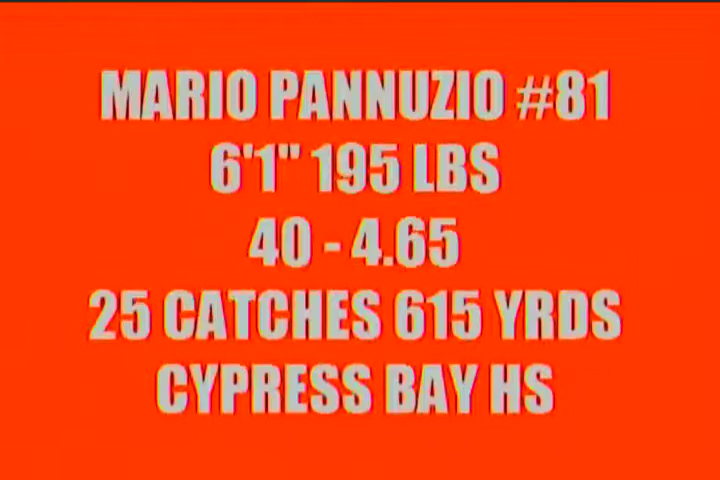 MARIO PANNUZIO #81
6'1" 195 LBS
40 - 4.65
25 CATCHES 615 YRDS
CYPRESS BAY HS